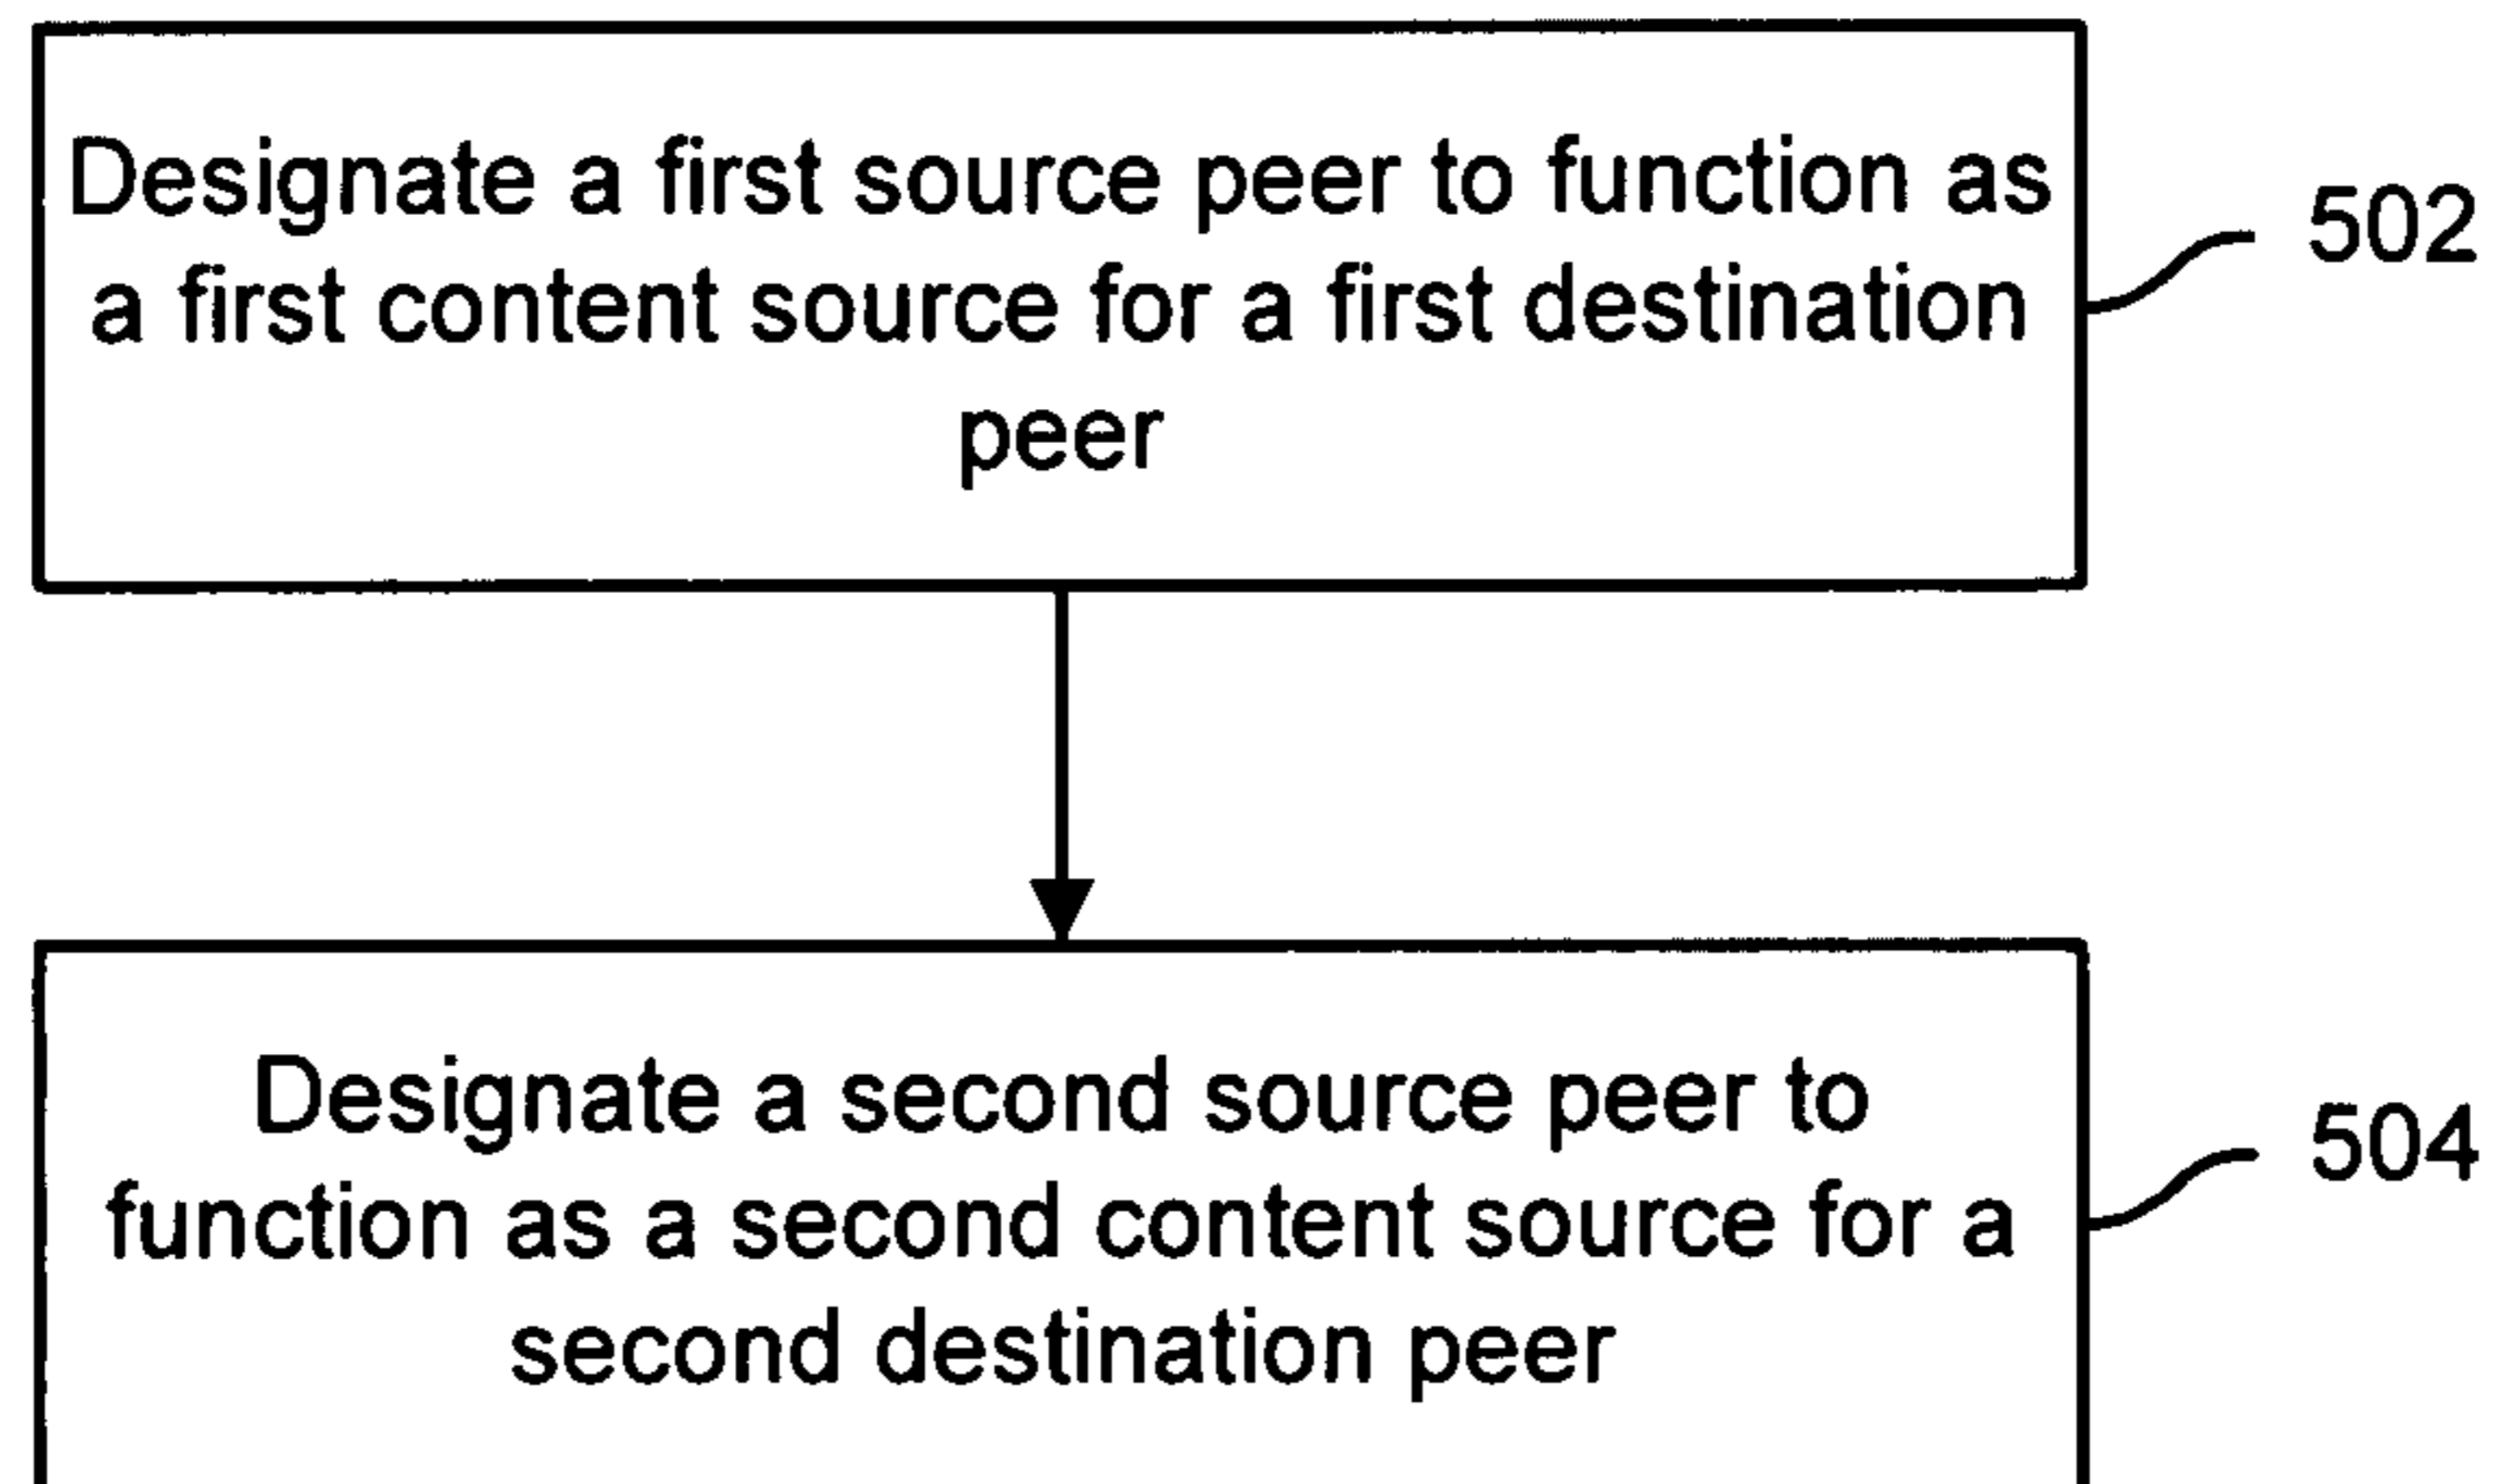 Designate a first source peer to function as
a first content source for a first destination
peer
502
Designate a second source peer to
function as a second content source for a
second destination peer
504